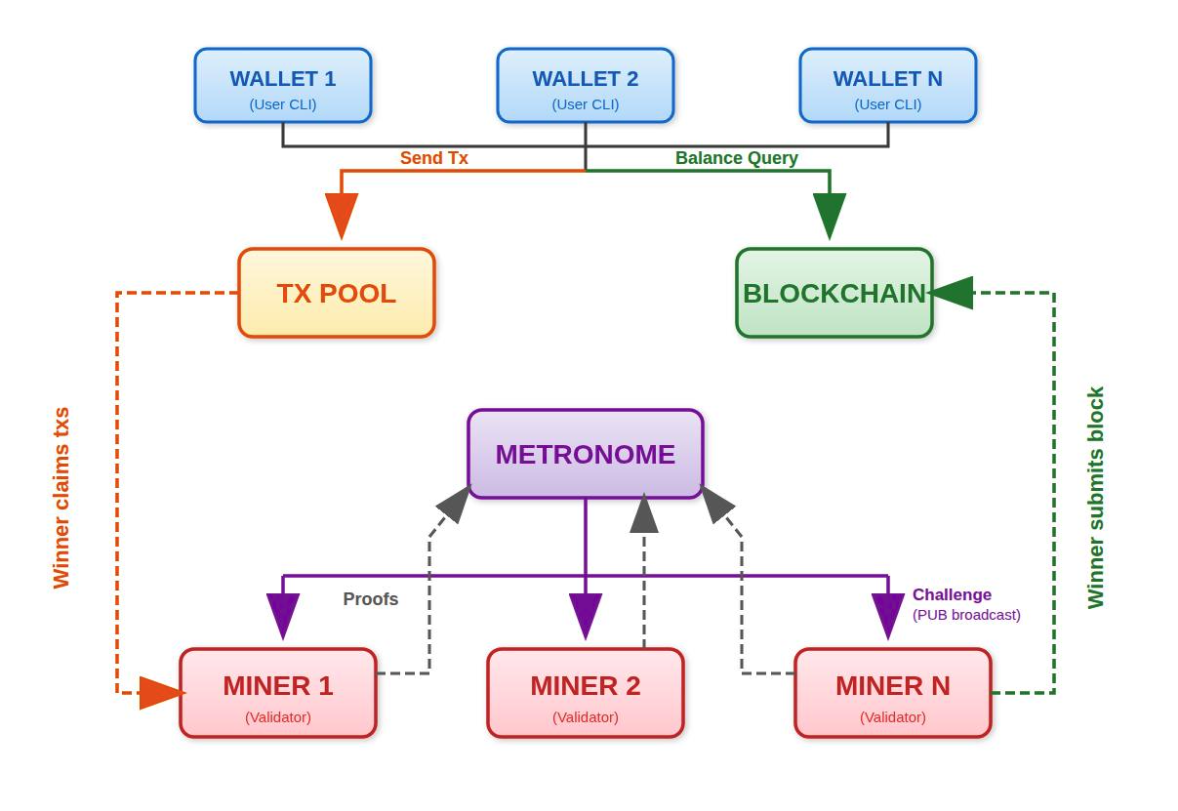 WALLET 1
(User CLI)
WALLET 2
(User CLI)
WALLET N
(User CLI)
Send Tx
Balance Query
TX POOL
BLOCKCHAIN
Winner claims txs
METRONOME
Winner submits block
Proofs
Challenge
(PUB broadcast)
MINER 1
(Validator)
MINER 2
(Validator)
MINER N
(Validator)